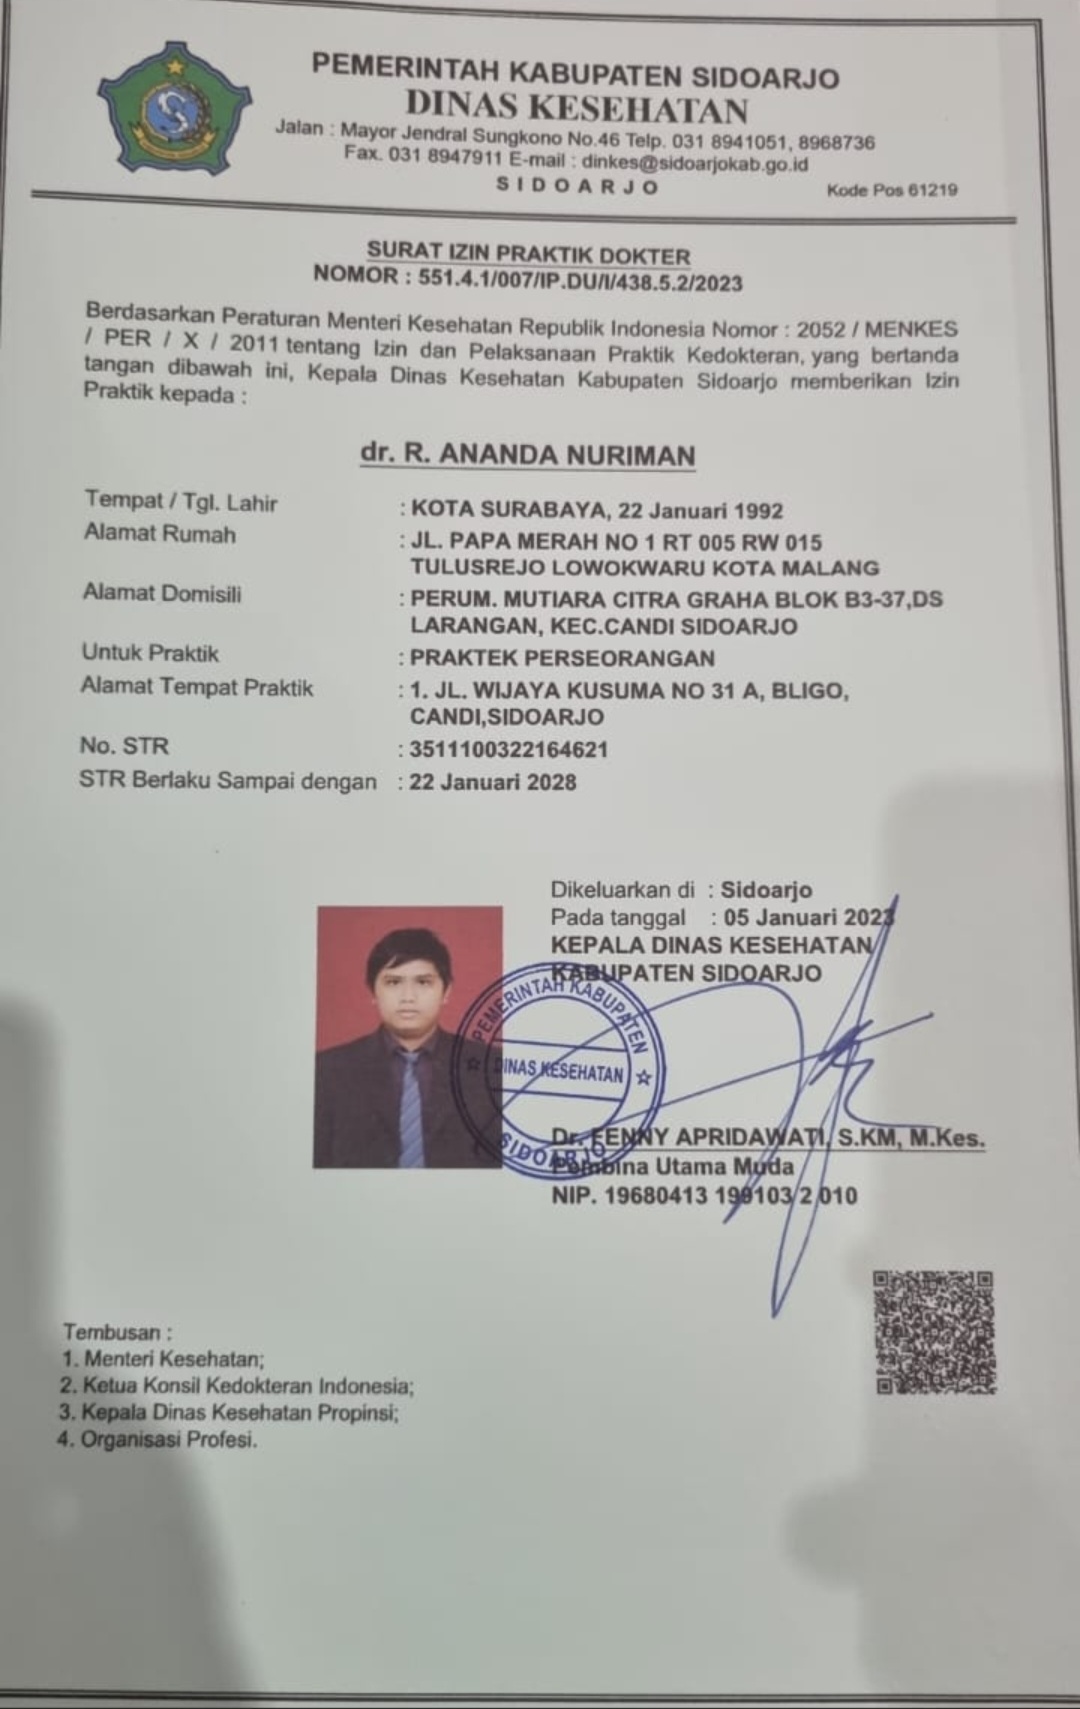 PEMERINTAH KABUPATEN SIDOARJO
DINAS KESEHATAN
Jalan : Mayor Jendral Sungkono No.46 Telp. 031 8941051, 8968736
Fax. 031 8947911 E-mail : dinkes@sidoarjokab.go.id
SIDOARJO
Kode Pos 61219
SURAT IZIN PRAKTIK DOKTER
NOMOR : 551.4.1/007/IP.DU/I/438.5.2/2023
Berdasarkan Peraturan Menteri Kesehatan Republik Indonesia Nomor : 2052 / MENKES
/ PER / X / 2011 tentang Izin dan Pelaksanaan Praktik Kedokteran, yang bertanda
tangan dibawah ini, Kepala Dinas Kesehatan Kabupaten Sidoarjo memberikan Izin
Praktik kepada :
dr. R. ANANDA NURIMAN
Tempat / Tgl. Lahir : KOTA SURABAYA, 22 Januari 1992
Alamat Rumah : JL. PAPA MERAH NO 1 RT 005 RW 015
TULUSREJO LOWOKWARU KOTA MALANG
Alamat Domisili : PERUM. MUTIARA CITRA GRAHA BLOK B3-37,DS
LARANGAN, KEC.CANDI SIDOARJO
Untuk Praktik : PRAKTEK PERSEORANGAN
Alamat Tempat Praktik : 1. JL. WIJAYA KUSUMA NO 31 A, BLIGO,
CANDI,SIDOARJO
No. STR : 3511100322164621
STR Berlaku Sampai dengan : 22 Januari 2028
Dikeluarkan di : Sidoarjo
Pada tanggal : 05 Januari 2023
KEPALA DINAS KESEHATAN
KABUPATEN SIDOARJO
PEMERINTAH KABUPATEN
DINAS KESEHATAN
SIDOARJO
Dr. FENNY APRIDAWATI, S.KM, M.Kes.
Pembina Utama Muda
NIP. 19680413 199103 2 010
Tembusan :
1. Menteri Kesehatan;
2. Ketua Konsil Kedokteran Indonesia;
3. Kepala Dinas Kesehatan Propinsi;
4. Organisasi Profesi.